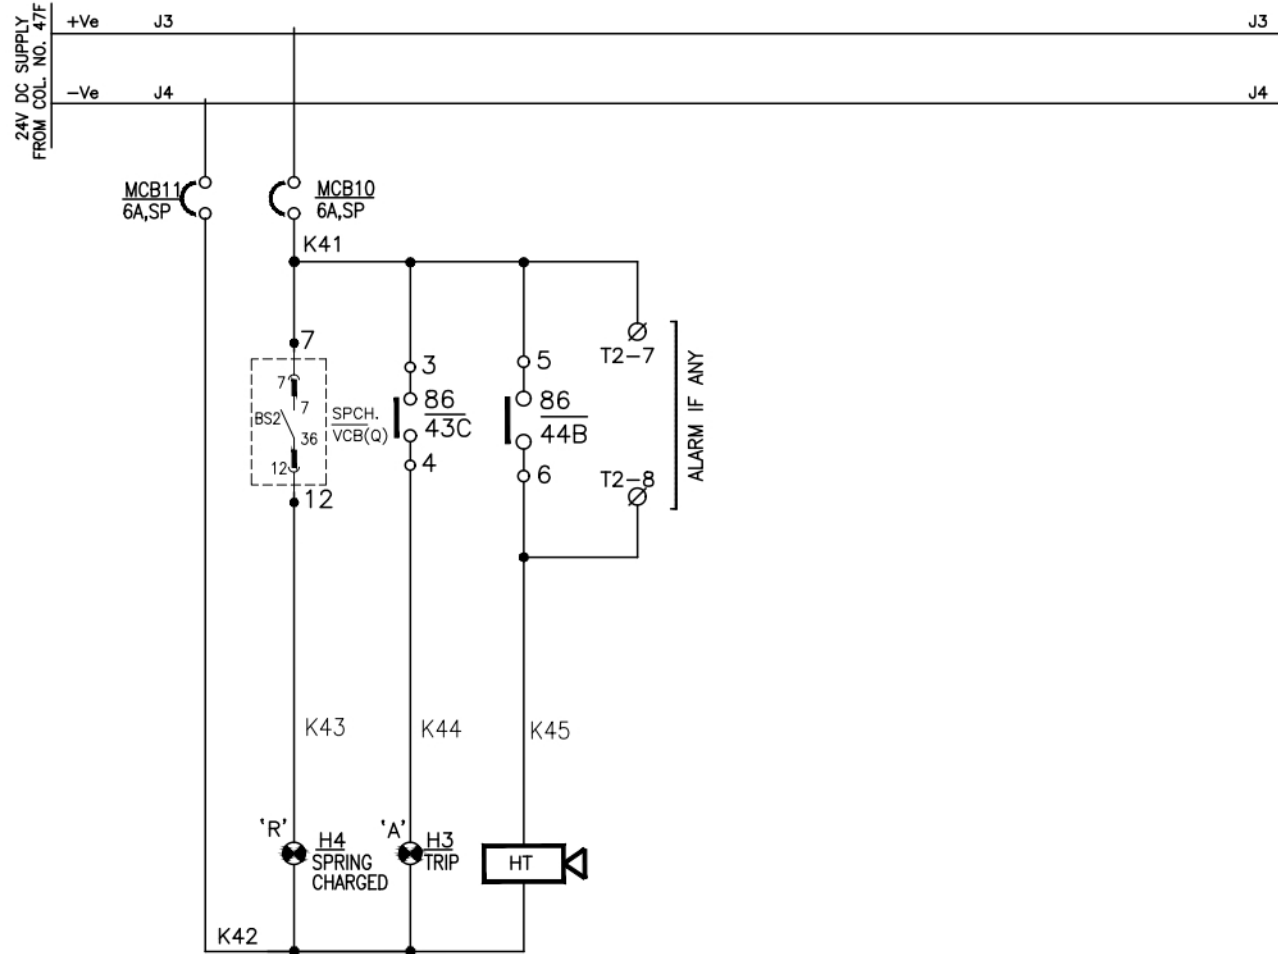 24V DC SUPPLY
FROM COL. NO. 47F
+Ve J3 J3
-Ve J4 J4
MCB11
6A,SP
MCB10
6A,SP
K41
7
7
7
BS2
36
12
12
SPCH.
VCB(Q)
3
86
43C
4
5
86
44B
6
T2-7
T2-8
ALARM IF ANY
K43
K44
K45
'R'
H4
SPRING
CHARGED
'A'
H3
TRIP
HT
K42